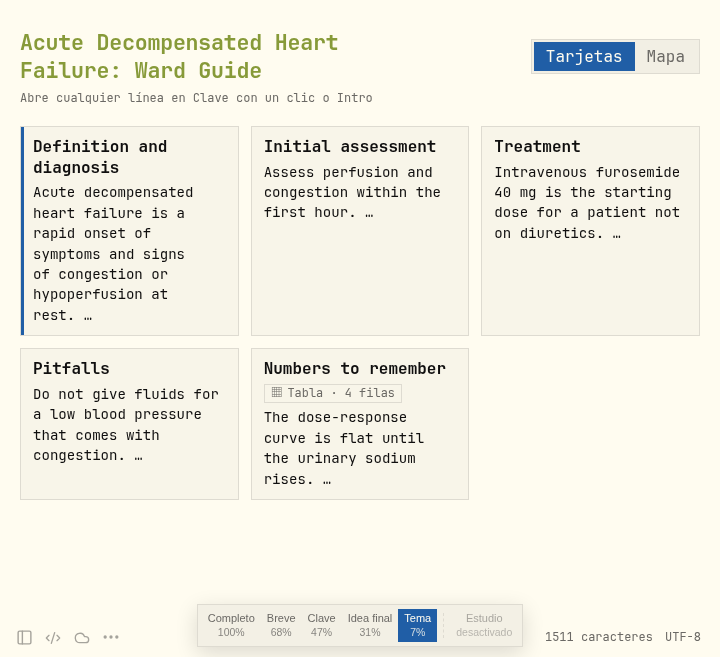 Acute Decompensated Heart
Failure: Ward Guide
Abre cualquier línea en Clave con un clic o Intro
Tarjetas
Mapa
Definition and
diagnosis
Acute decompensated
heart failure is a
rapid onset of
symptoms and signs
of congestion or
hypoperfusion at
rest. …
Initial assessment
Assess perfusion and
congestion within the
first hour. …
Treatment
Intravenous furosemide
40 mg is the starting
dose for a patient not
on diuretics. …
Pitfalls
Do not give fluids for
a low blood pressure
that comes with
congestion. …
Numbers to remember
Tabla · 4 filas
The dose-response
curve is flat until
the urinary sodium
rises. …
Completo
100%
Breve
68%
Clave
47%
Idea final
31%
Tema
7%
Estudio
desactivado
1511 caracteres
UTF-8